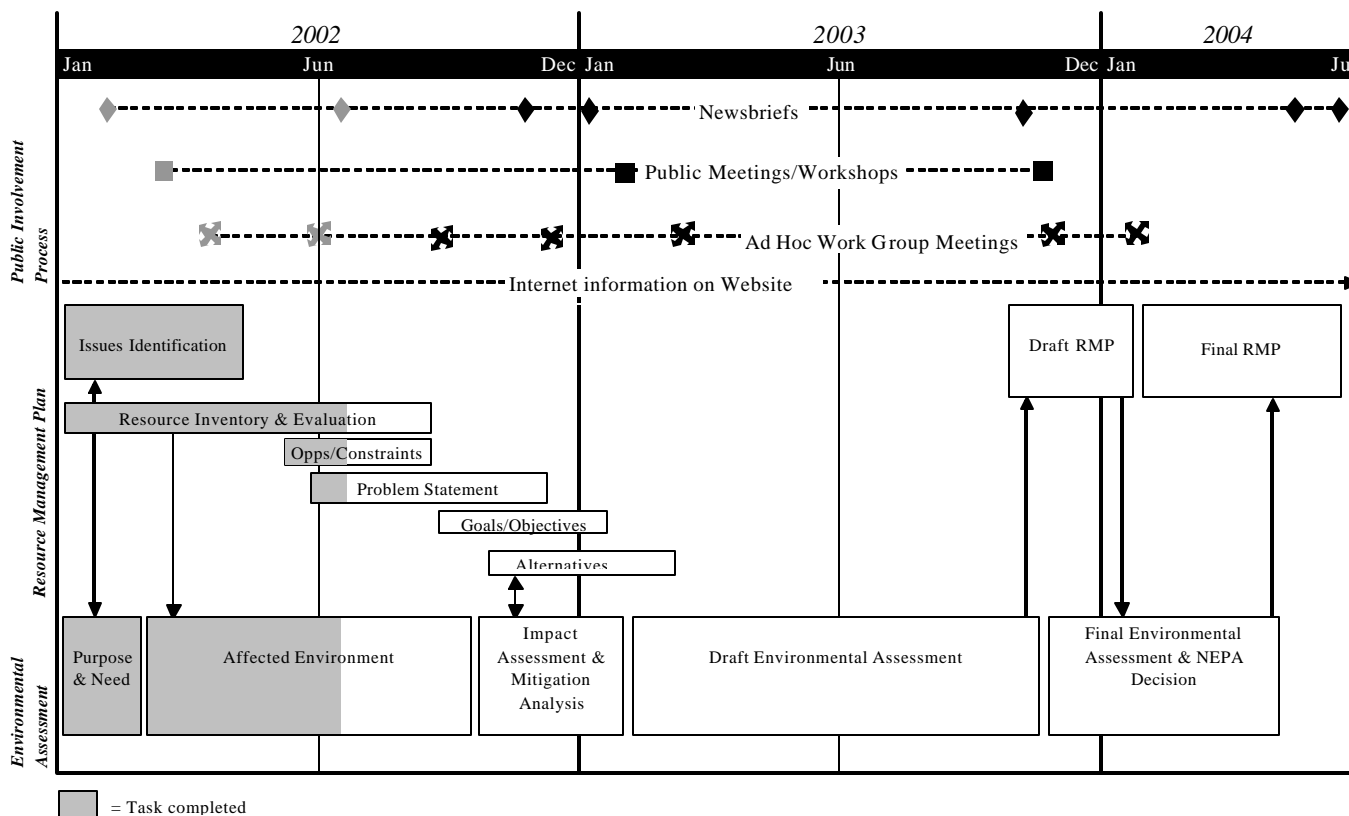 2002
2003
2004
Jan
Jun
Dec
Jan
Jun
Dec
Jan
Ju
Public Involvement
Process
Newsbriefs
Public Meetings/Workshops
Ad Hoc Work Group Meetings
Internet information on Website
Resource Management Plan
Issues Identification
Draft RMP
Final RMP
Resource Inventory & Evaluation
Opps/Constraints
Problem Statement
Goals/Objectives
Alternatives
Environmental
Assessment
Purpose
& Need
Affected Environment
Impact
Assessment &
Mitigation
Analysis
Draft Environmental Assessment
Final Environmental
Assessment & NEPA
Decision
= Task completed